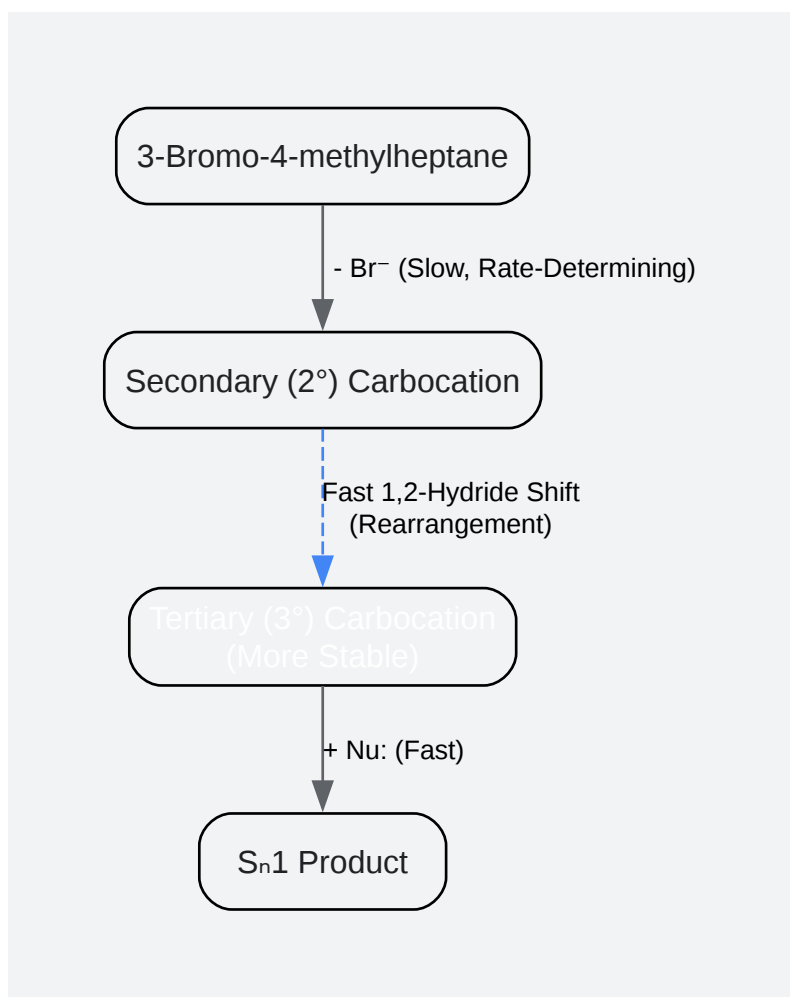 3-Bromo-4-methylheptane
- Br⁻ (Slow, Rate-Determining)
Secondary (2°) Carbocation
Fast 1,2-Hydride Shift
(Rearrangement)
Tertiary (3°) Carbocation
(More Stable)
+ Nu: (Fast)
Sₙ1 Product